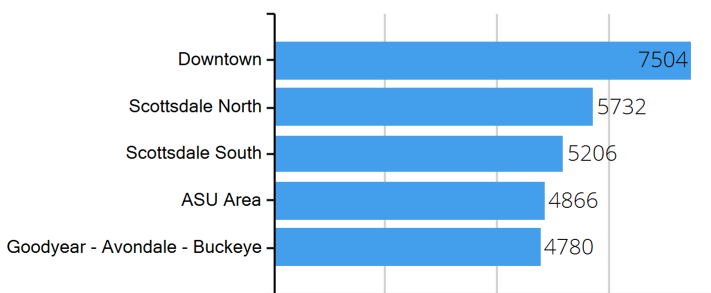 Downtown 7504
Scottsdale North 5732
Scottsdale South 5206
ASU Area 4866
Goodyear - Avondale - Buckeye 4780